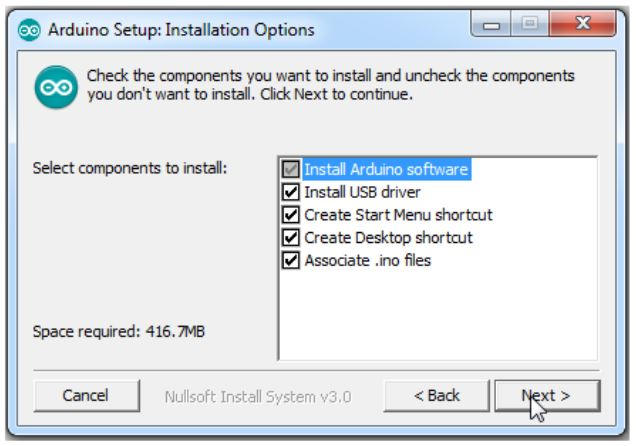 Arduino Setup: Installation Options
Check the components you want to install and uncheck the components
you don't want to install. Click Next to continue.
Select components to install:
Install Arduino software
Install USB driver
Create Start Menu shortcut
Create Desktop shortcut
Associate .ino files
Space required: 416.7MB
Cancel
Nullsoft Install System v3.0
< Back
Next >